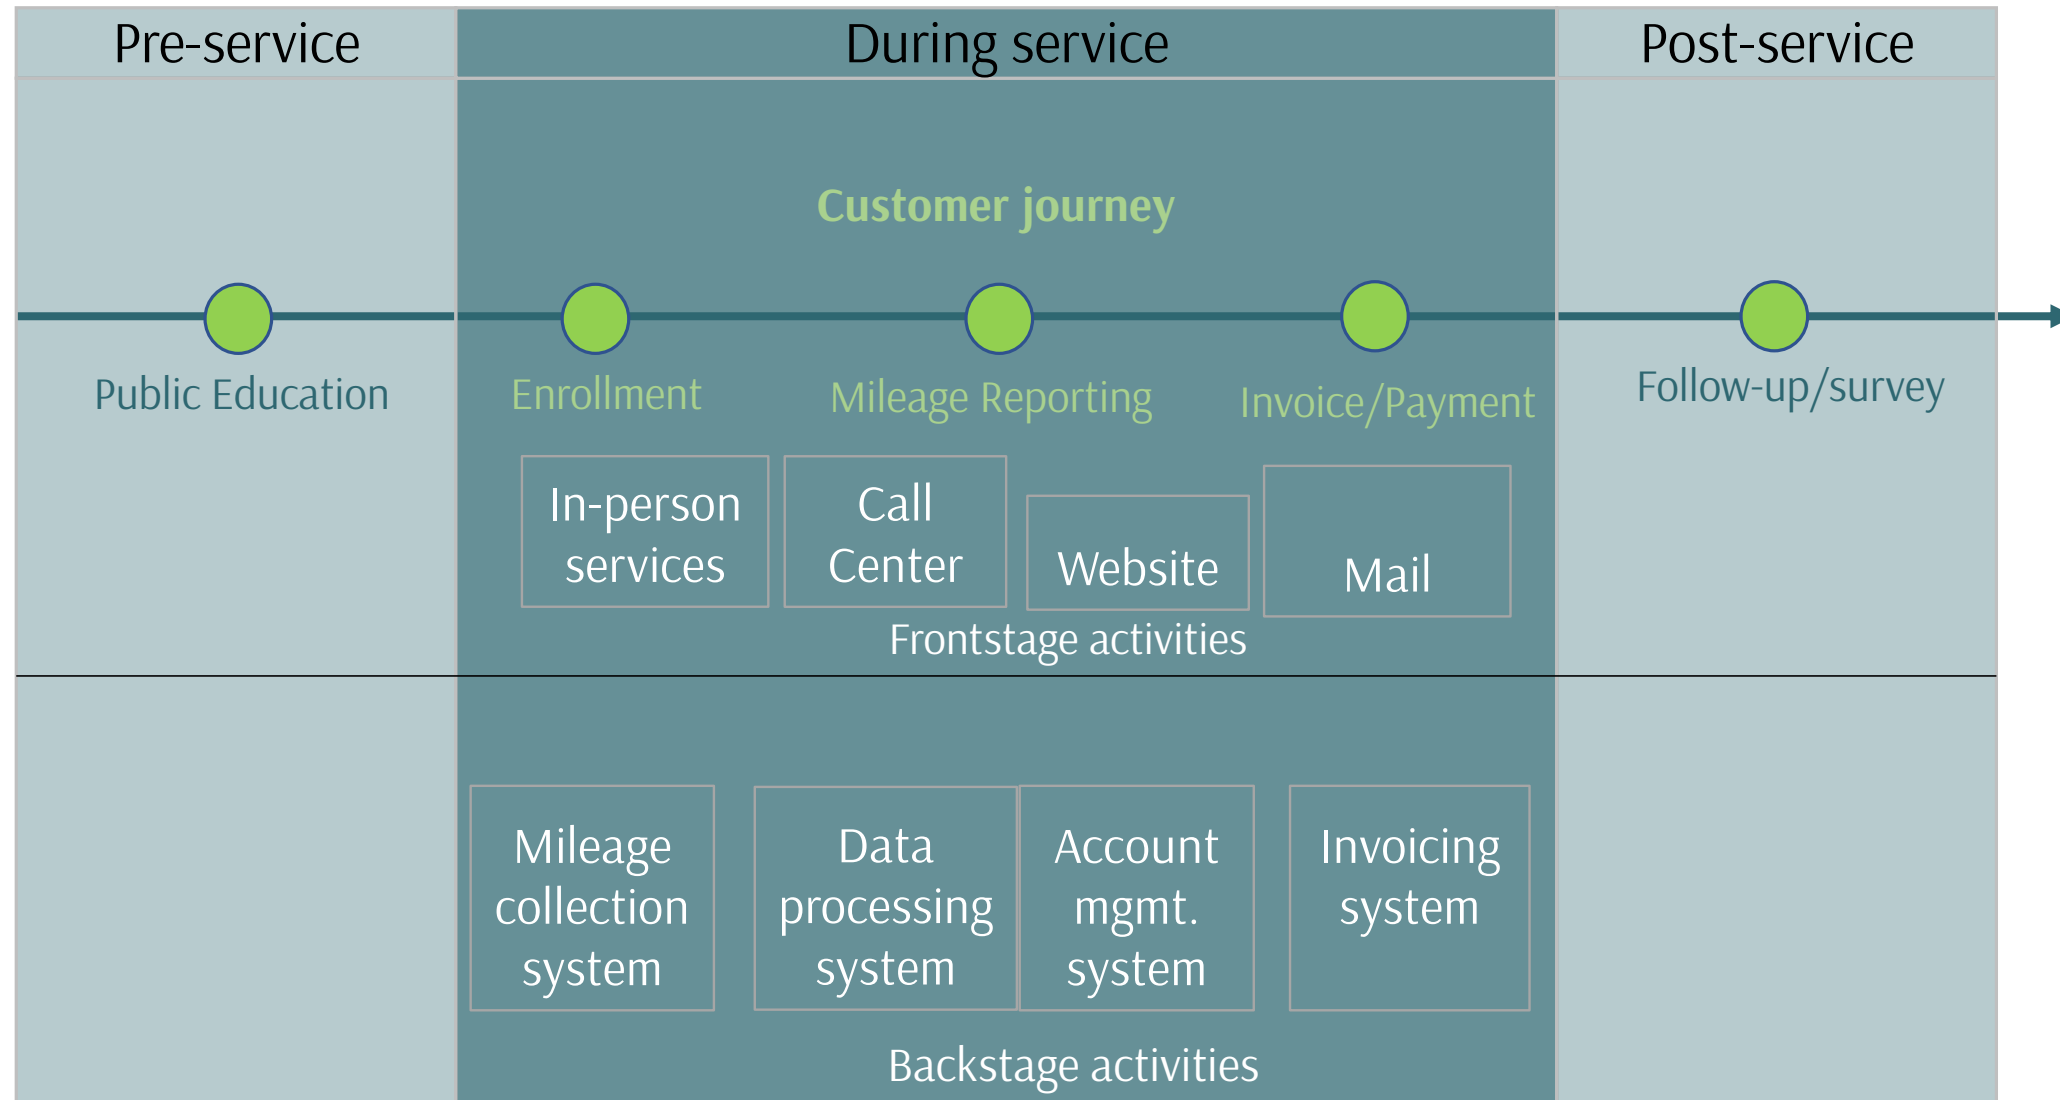 Pre-service
During service
Post-service
Customer journey
Public Education
Enrollment
Mileage Reporting
Invoice/Payment
Follow-up/survey
In-person
services
Call
Center
Website
Mail
Frontstage activities
Mileage
collection
system
Data
processing
system
Account
mgmt.
system
Invoicing
system
Backstage activities